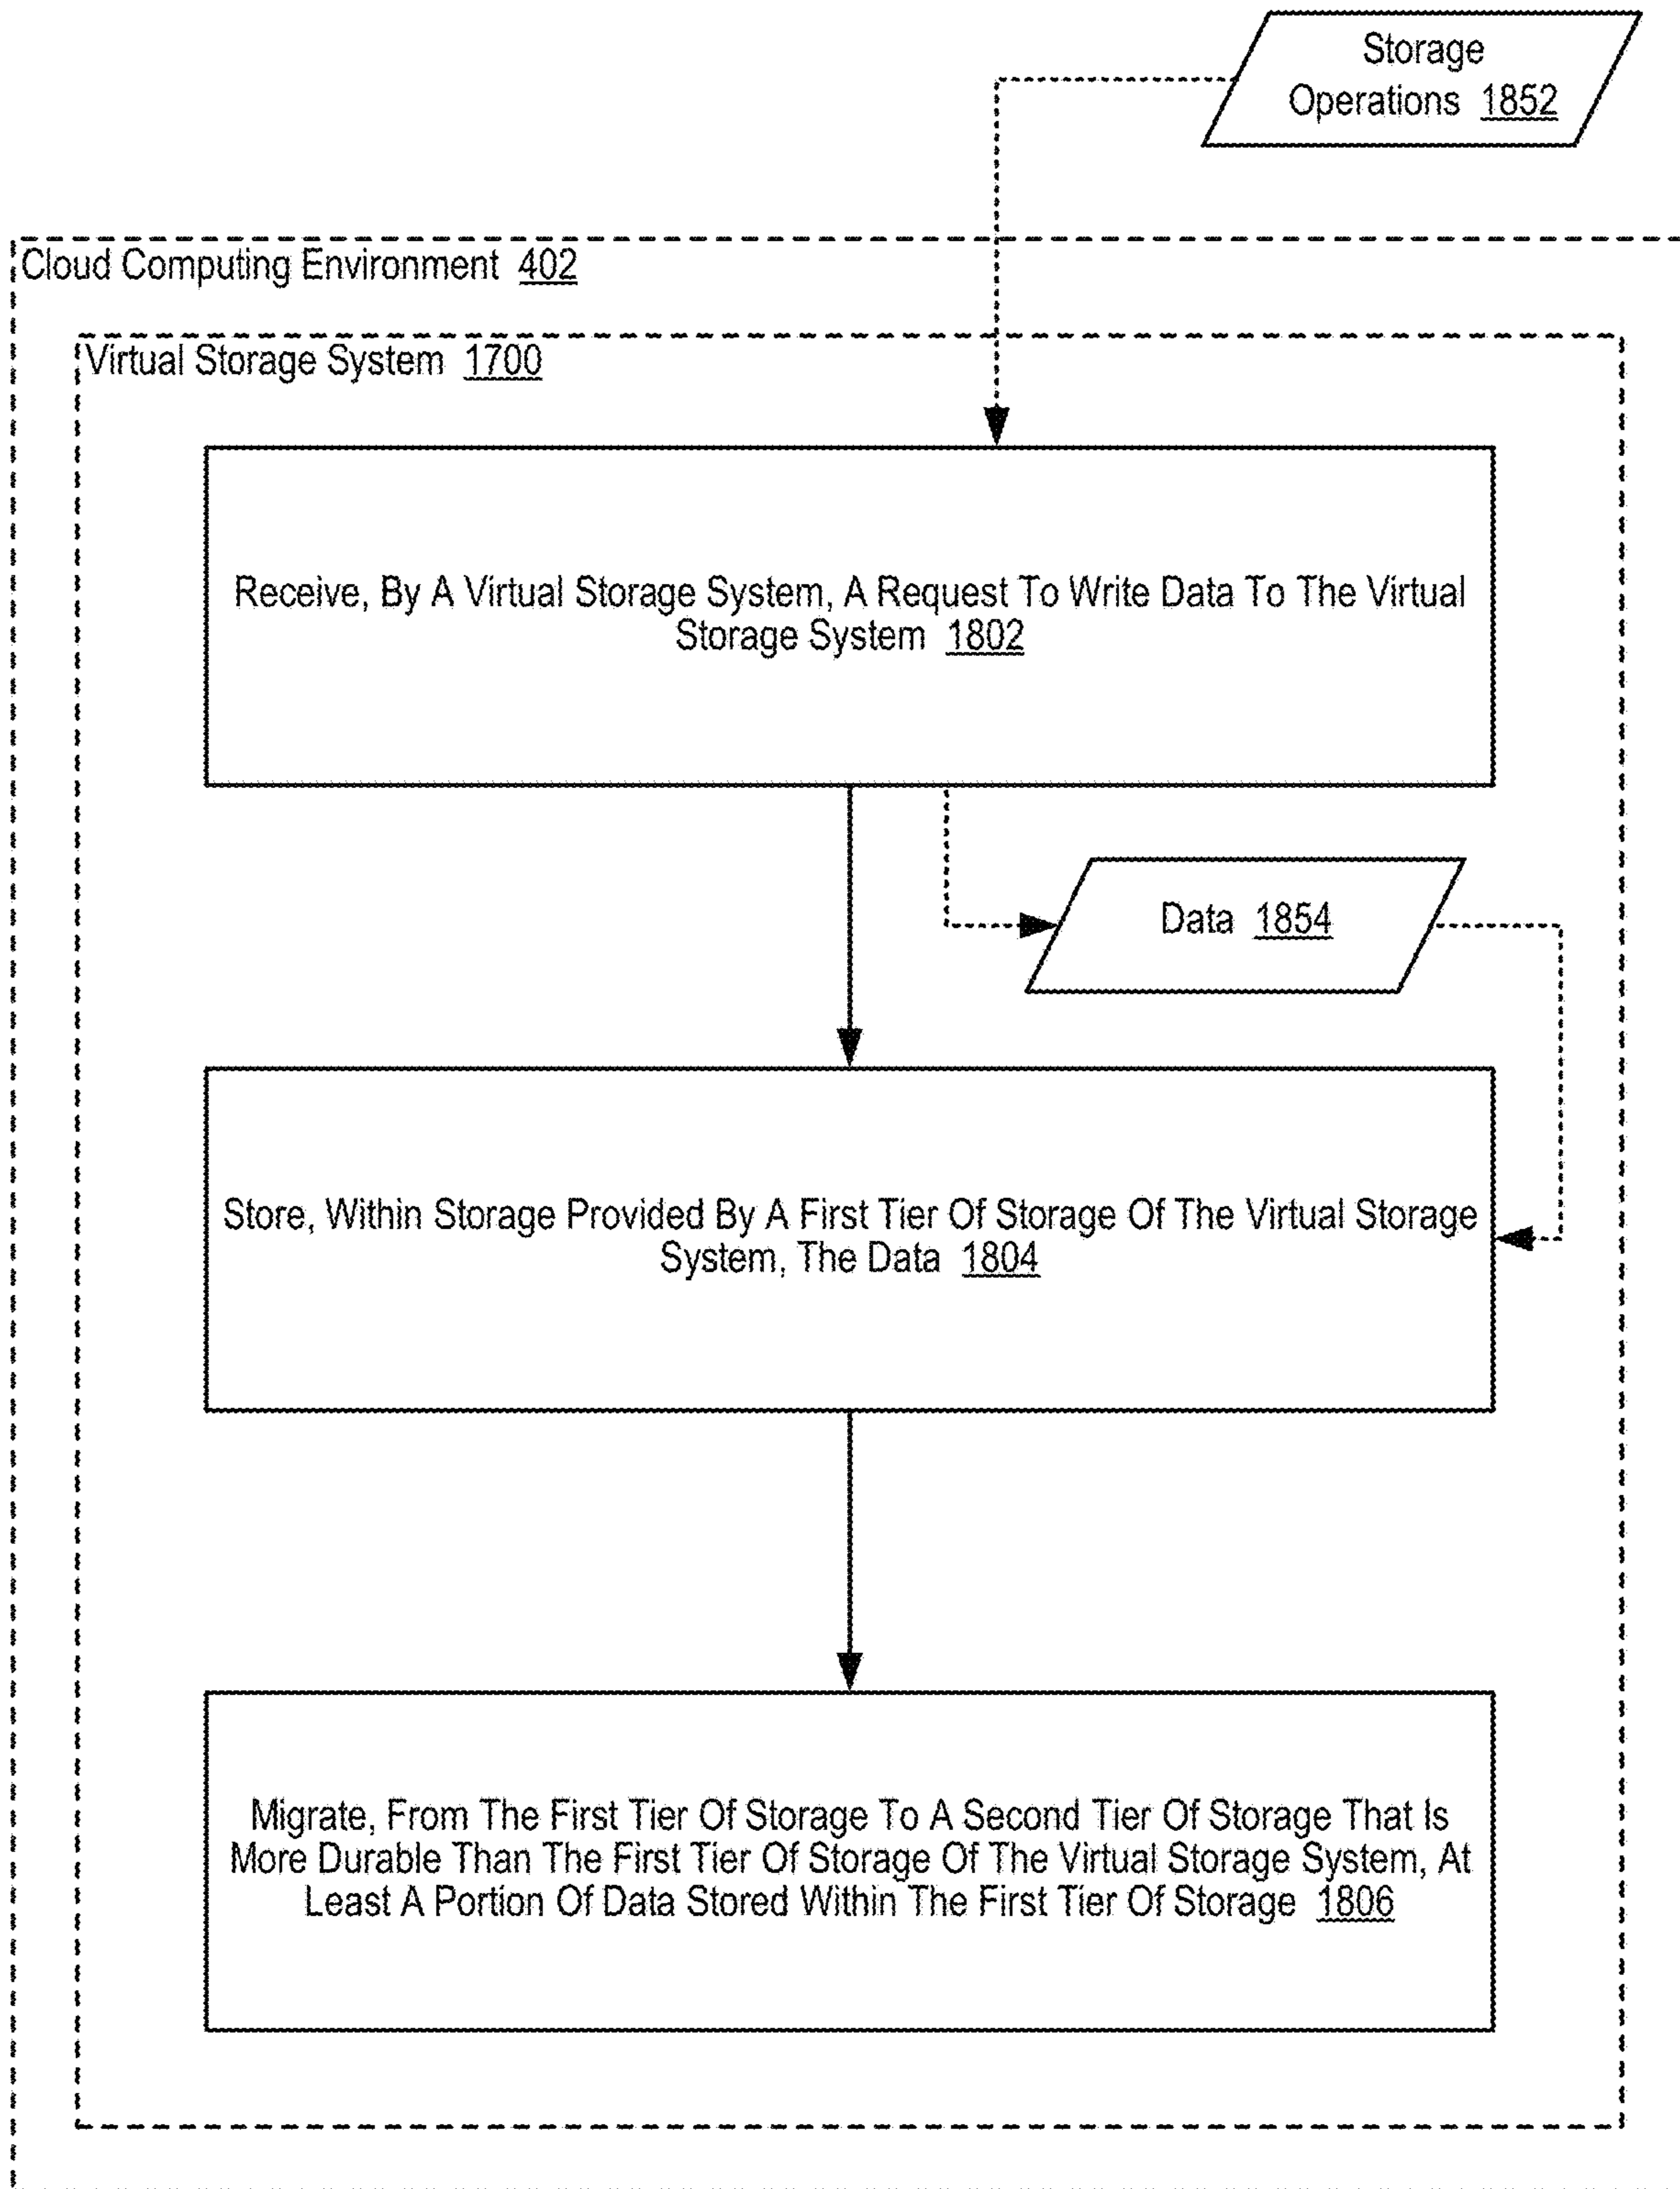 Storage
Operations 1852
Cloud Computing Environment 402
Virtual Storage System 1700
Receive, By A Virtual Storage System, A Request To Write Data To The Virtual
Storage System 1802
Data 1854
Store, Within Storage Provided By A First Tier Of Storage Of The Virtual Storage
System, The Data 1804
Migrate, From The First Tier Of Storage To A Second Tier Of Storage That Is
More Durable Than The First Tier Of Storage Of The Virtual Storage System, At
Least A Portion Of Data Stored Within The First Tier Of Storage 1806